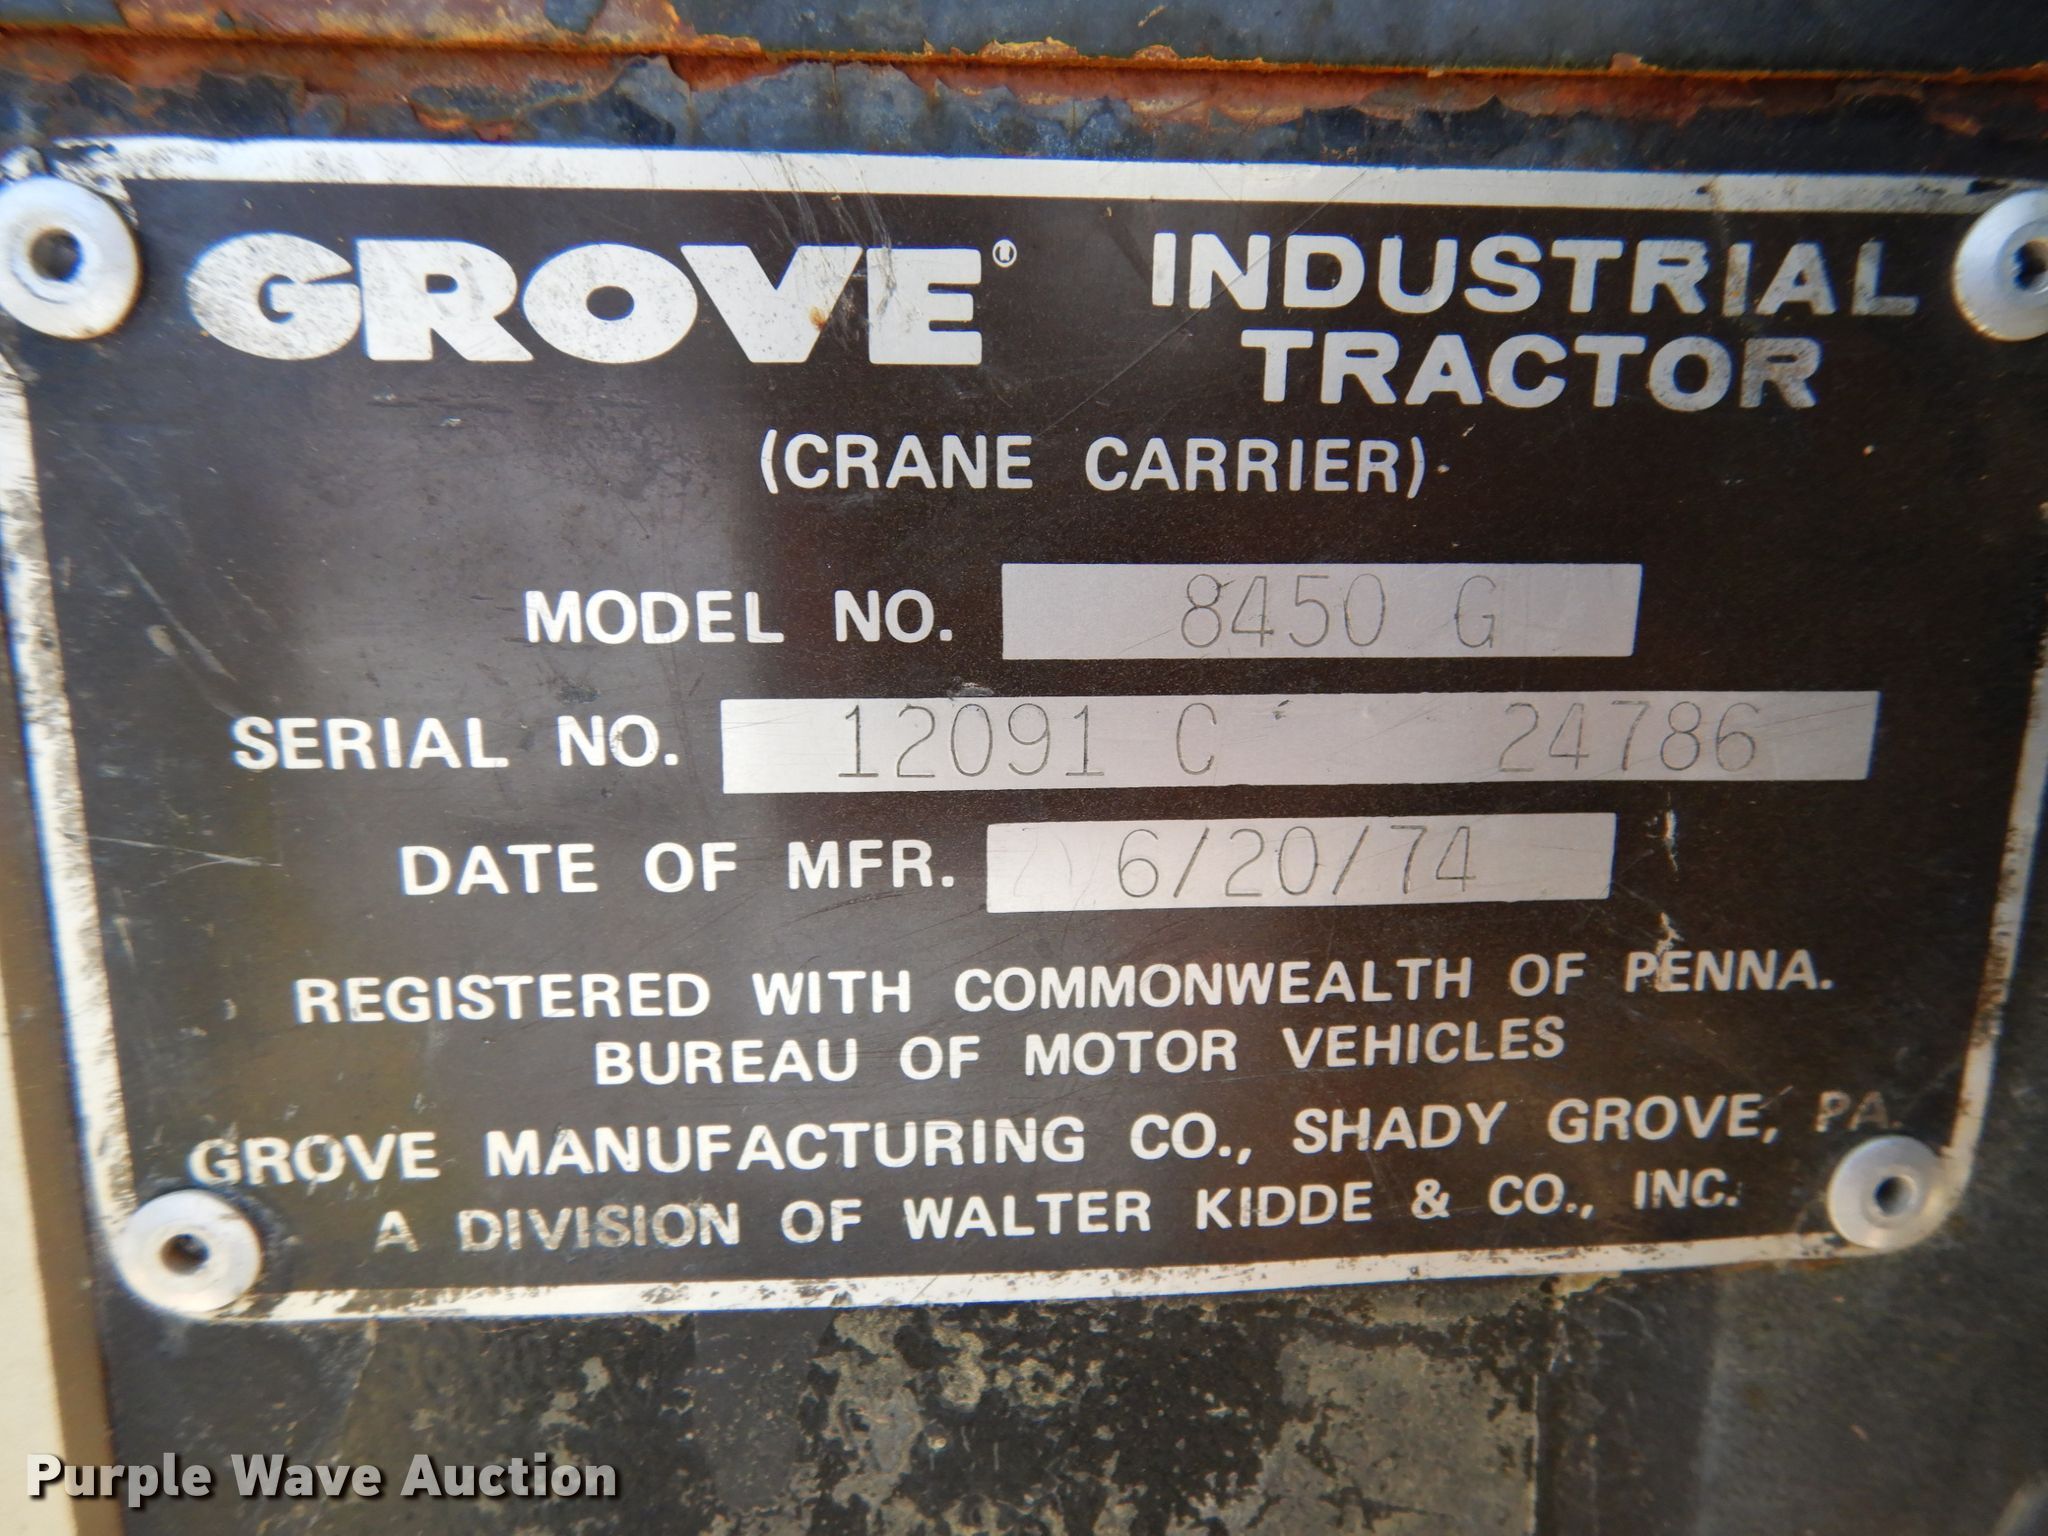 GROVE® INDUSTRIAL
TRACTOR
(CRANE CARRIER)
MODEL NO. 8450 G
SERIAL NO. 12091 C 24786
DATE OF MFR. 6/20/74
REGISTERED WITH COMMONWEALTH OF PENNA.
BUREAU OF MOTOR VEHICLES
GROVE MANUFACTURING CO., SHADY GROVE, PA.
A DIVISION OF WALTER KIDDE & CO., INC.
Purple Wave Auction